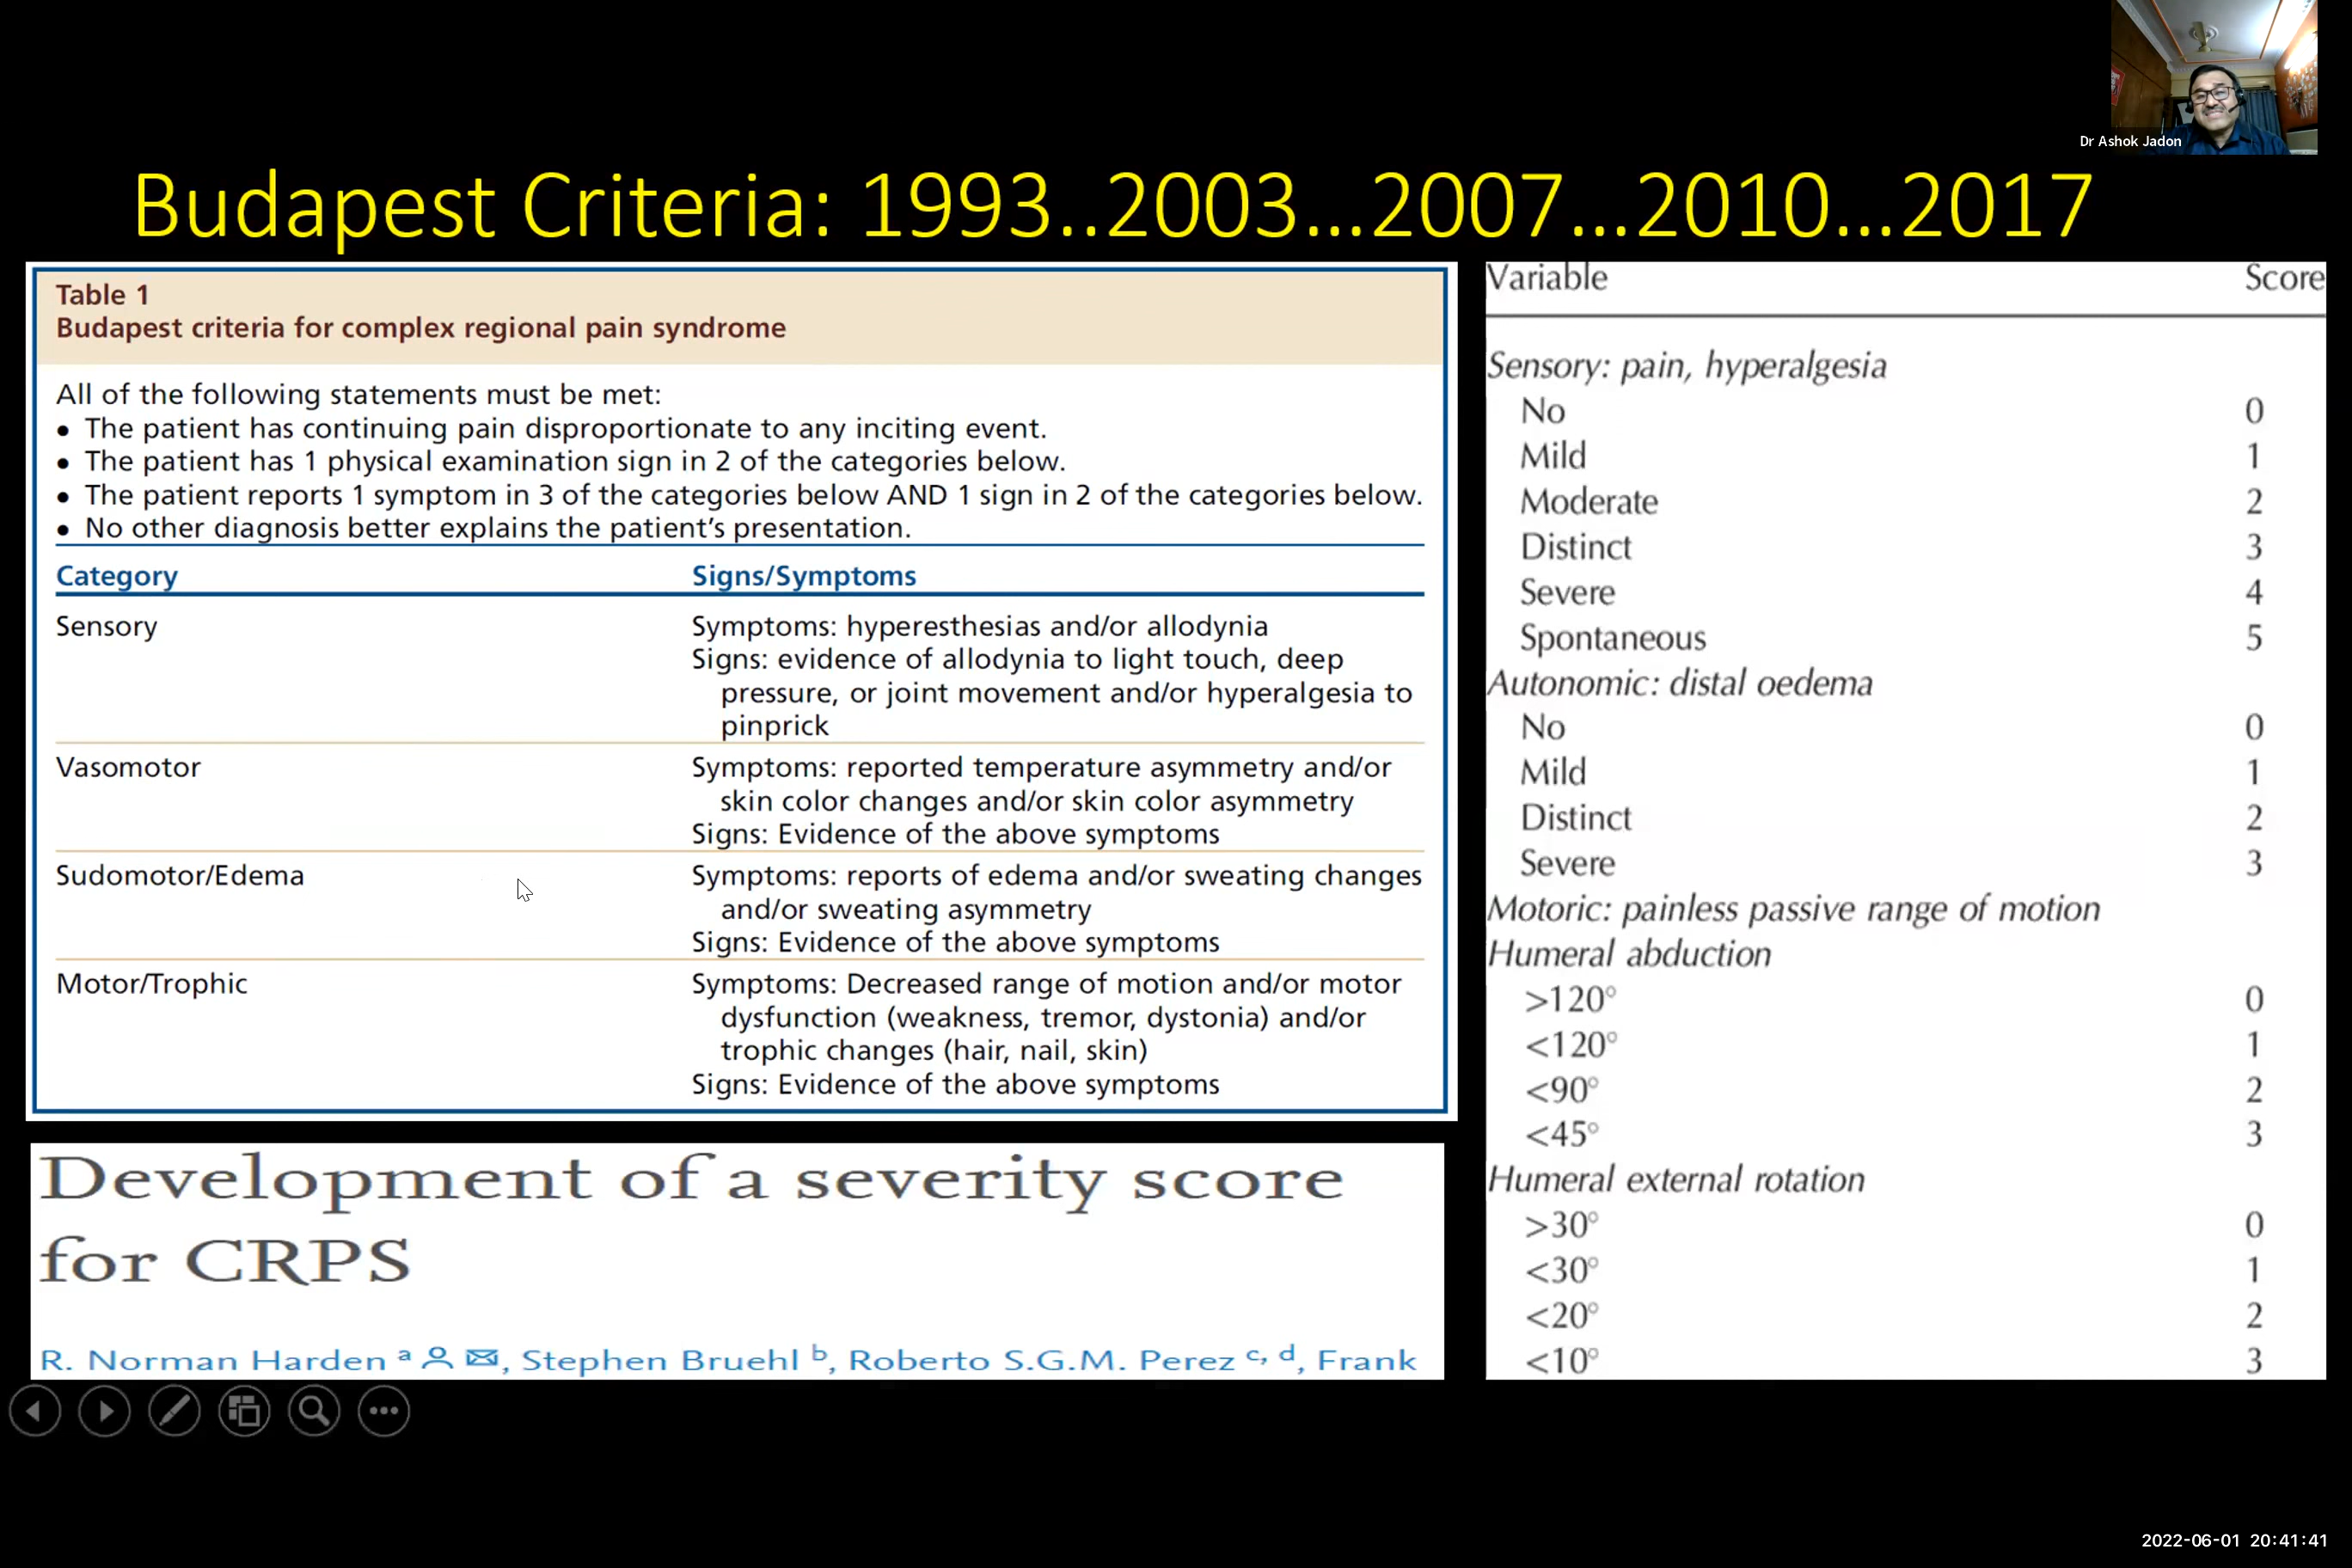 Dr Ashok Jadon
Budapest Criteria: 1993..2003...2007...2010...2017
Table 1
Budapest criteria for complex regional pain syndrome
All of the following statements must be met:
• The patient has continuing pain disproportionate to any inciting event.
• The patient has 1 physical examination sign in 2 of the categories below.
• The patient reports 1 symptom in 3 of the categories below AND 1 sign in 2 of the categories below.
• No other diagnosis better explains the patient's presentation.
Category Signs/Symptoms
Sensory Symptoms: hyperesthesias and/or allodynia
Signs: evidence of allodynia to light touch, deep
pressure, or joint movement and/or hyperalgesia to
pinprick
Vasomotor Symptoms: reported temperature asymmetry and/or
skin color changes and/or skin color asymmetry
Signs: Evidence of the above symptoms
Sudomotor/Edema Symptoms: reports of edema and/or sweating changes
and/or sweating asymmetry
Signs: Evidence of the above symptoms
Motor/Trophic Symptoms: Decreased range of motion and/or motor
dysfunction (weakness, tremor, dystonia) and/or
trophic changes (hair, nail, skin)
Signs: Evidence of the above symptoms
Development of a severity score
for CRPS
R. Norman Harden a, Stephen Bruehl b, Roberto S.G.M. Perez c, d, Frank
Variable Score
Sensory: pain, hyperalgesia
No 0
Mild 1
Moderate 2
Distinct 3
Severe 4
Spontaneous 5
Autonomic: distal oedema
No 0
Mild 1
Distinct 2
Severe 3
Motoric: painless passive range of motion
Humeral abduction
>120° 0
<120° 1
<90° 2
<45° 3
Humeral external rotation
>30° 0
<30° 1
<20° 2
<10° 3
2022-06-01 20:41:41